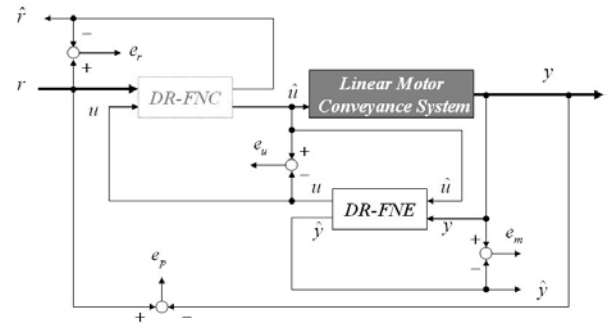 r̂
−
e_r
+
r
DR-FNC
û
Linear Motor
Conveyance System
y
u
+
e_u
−
u
û
DR-FNE
ŷ
y
+
e_m
−
ŷ
e_p
+
−